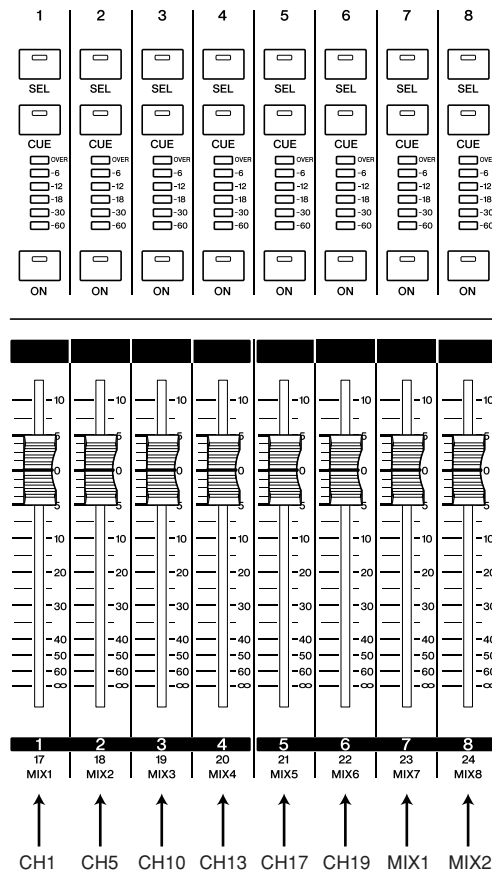 1 2 3 4 5 6 7 8
SEL SEL SEL SEL SEL SEL SEL SEL
CUE CUE CUE CUE CUE CUE CUE CUE
OVER OVER OVER OVER OVER OVER OVER OVER
-6 -6 -6 -6 -6 -6 -6 -6
-12 -12 -12 -12 -12 -12 -12 -12
-18 -18 -18 -18 -18 -18 -18 -18
-30 -30 -30 -30 -30 -30 -30 -30
-60 -60 -60 -60 -60 -60 -60 -60
ON ON ON ON ON ON ON ON
10 10 10 10 10 10 10 10
5 5 5 5 5 5 5 5
0 0 0 0 0 0 0 0
5 5 5 5 5 5 5 5
10 10 10 10 10 10 10 10
20 20 20 20 20 20 20 20
30 30 30 30 30 30 30 30
40 40 40 40 40 40 40 40
50 50 50 50 50 50 50 50
60 60 60 60 60 60 60 60
∞ ∞ ∞ ∞ ∞ ∞ ∞ ∞
1 2 3 4 5 6 7 8
17 18 19 20 21 22 23 24
MIX1 MIX2 MIX3 MIX4 MIX5 MIX6 MIX7 MIX8
CH1 CH5 CH10 CH13 CH17 CH19 MIX1 MIX2